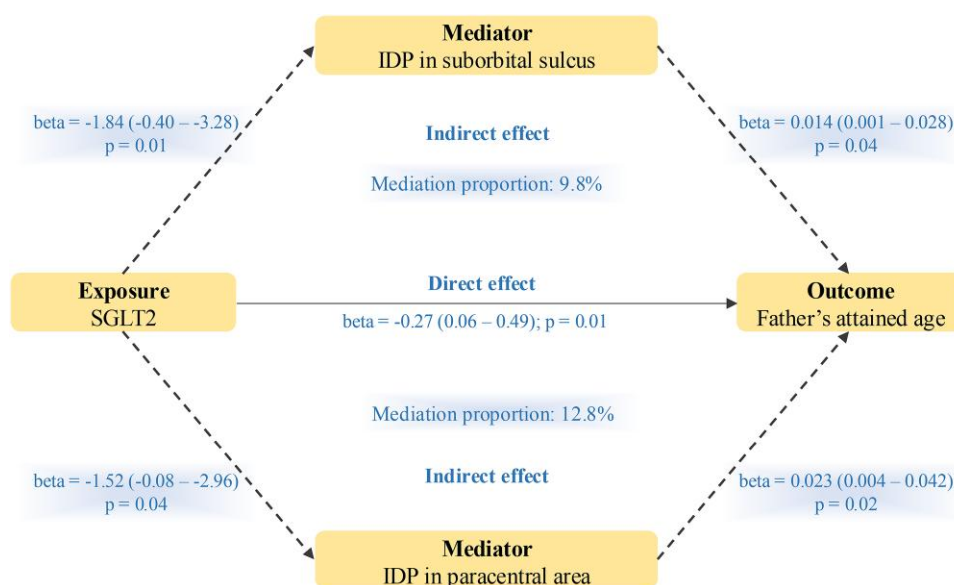 Mediator
IDP in suborbital sulcus
beta = -1.84 (-0.40 – -3.28)
p = 0.01
Indirect effect
beta = 0.014 (0.001 – 0.028)
p = 0.04
Mediation proportion: 9.8%
Exposure
SGLT2
Direct effect
beta = -0.27 (0.06 – 0.49); p = 0.01
Outcome
Father's attained age
Mediation proportion: 12.8%
beta = -1.52 (-0.08 – -2.96)
p = 0.04
Indirect effect
beta = 0.023 (0.004 – 0.042)
p = 0.02
Mediator
IDP in paracentral area